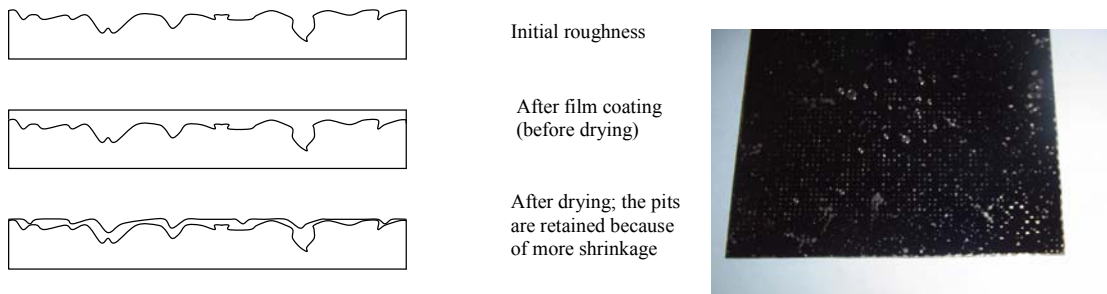 Initial roughness
After film coating
(before drying)
After drying; the pits
are retained because
of more shrinkage